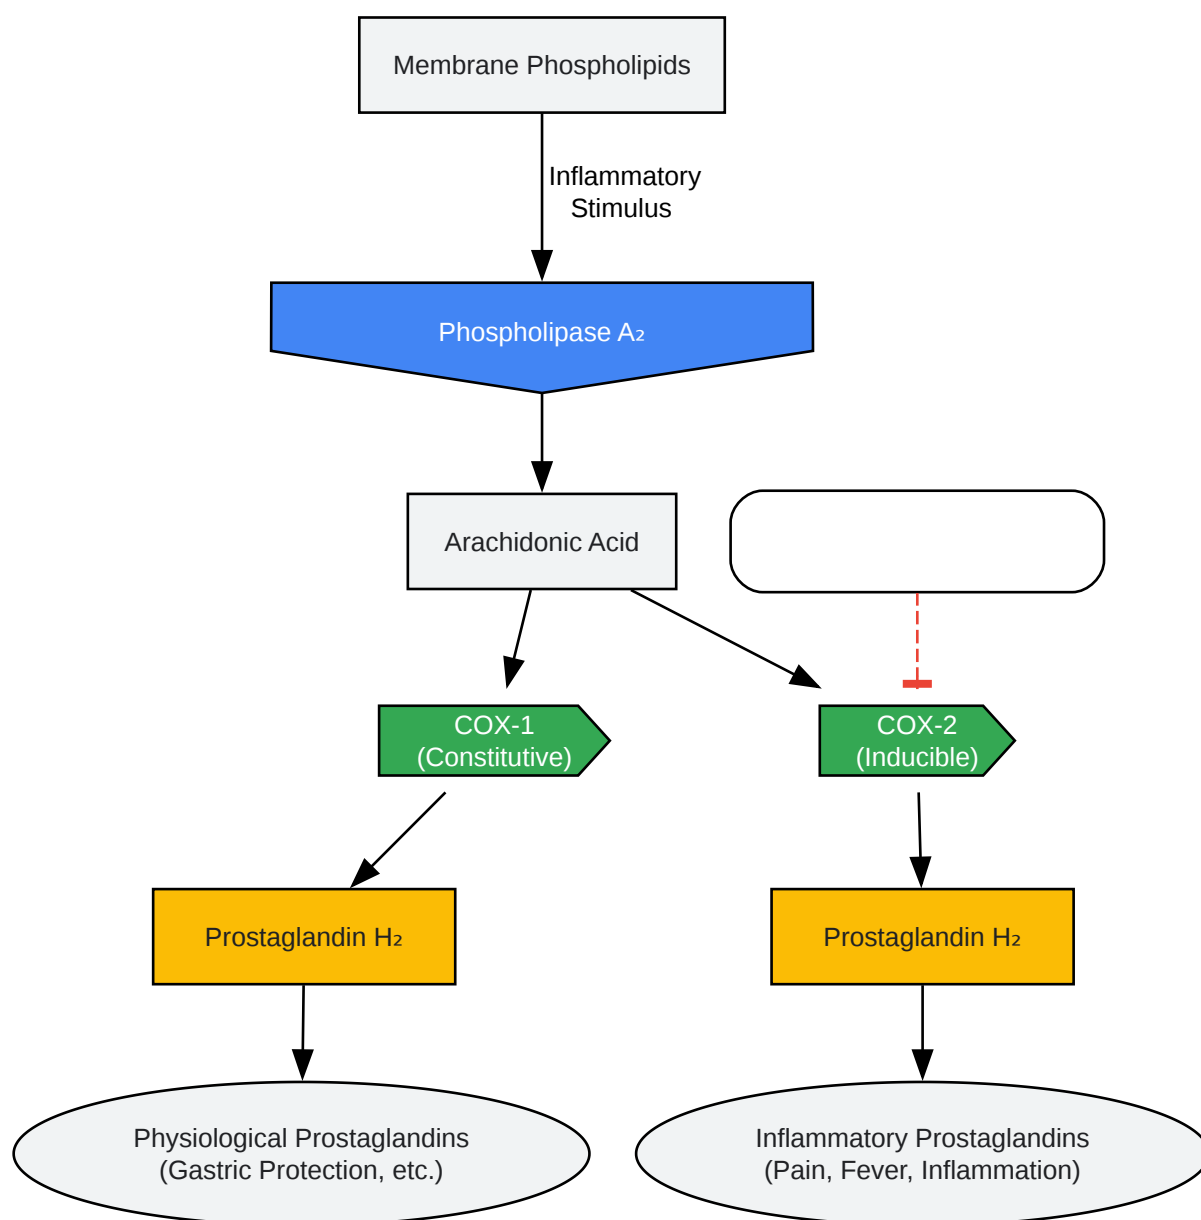 Membrane Phospholipids
Inflammatory
Stimulus
Phospholipase A₂
Arachidonic Acid
COX-1
(Constitutive)
COX-2
(Inducible)
Prostaglandin H₂
Prostaglandin H₂
Physiological Prostaglandins
(Gastric Protection, etc.)
Inflammatory Prostaglandins
(Pain, Fever, Inflammation)